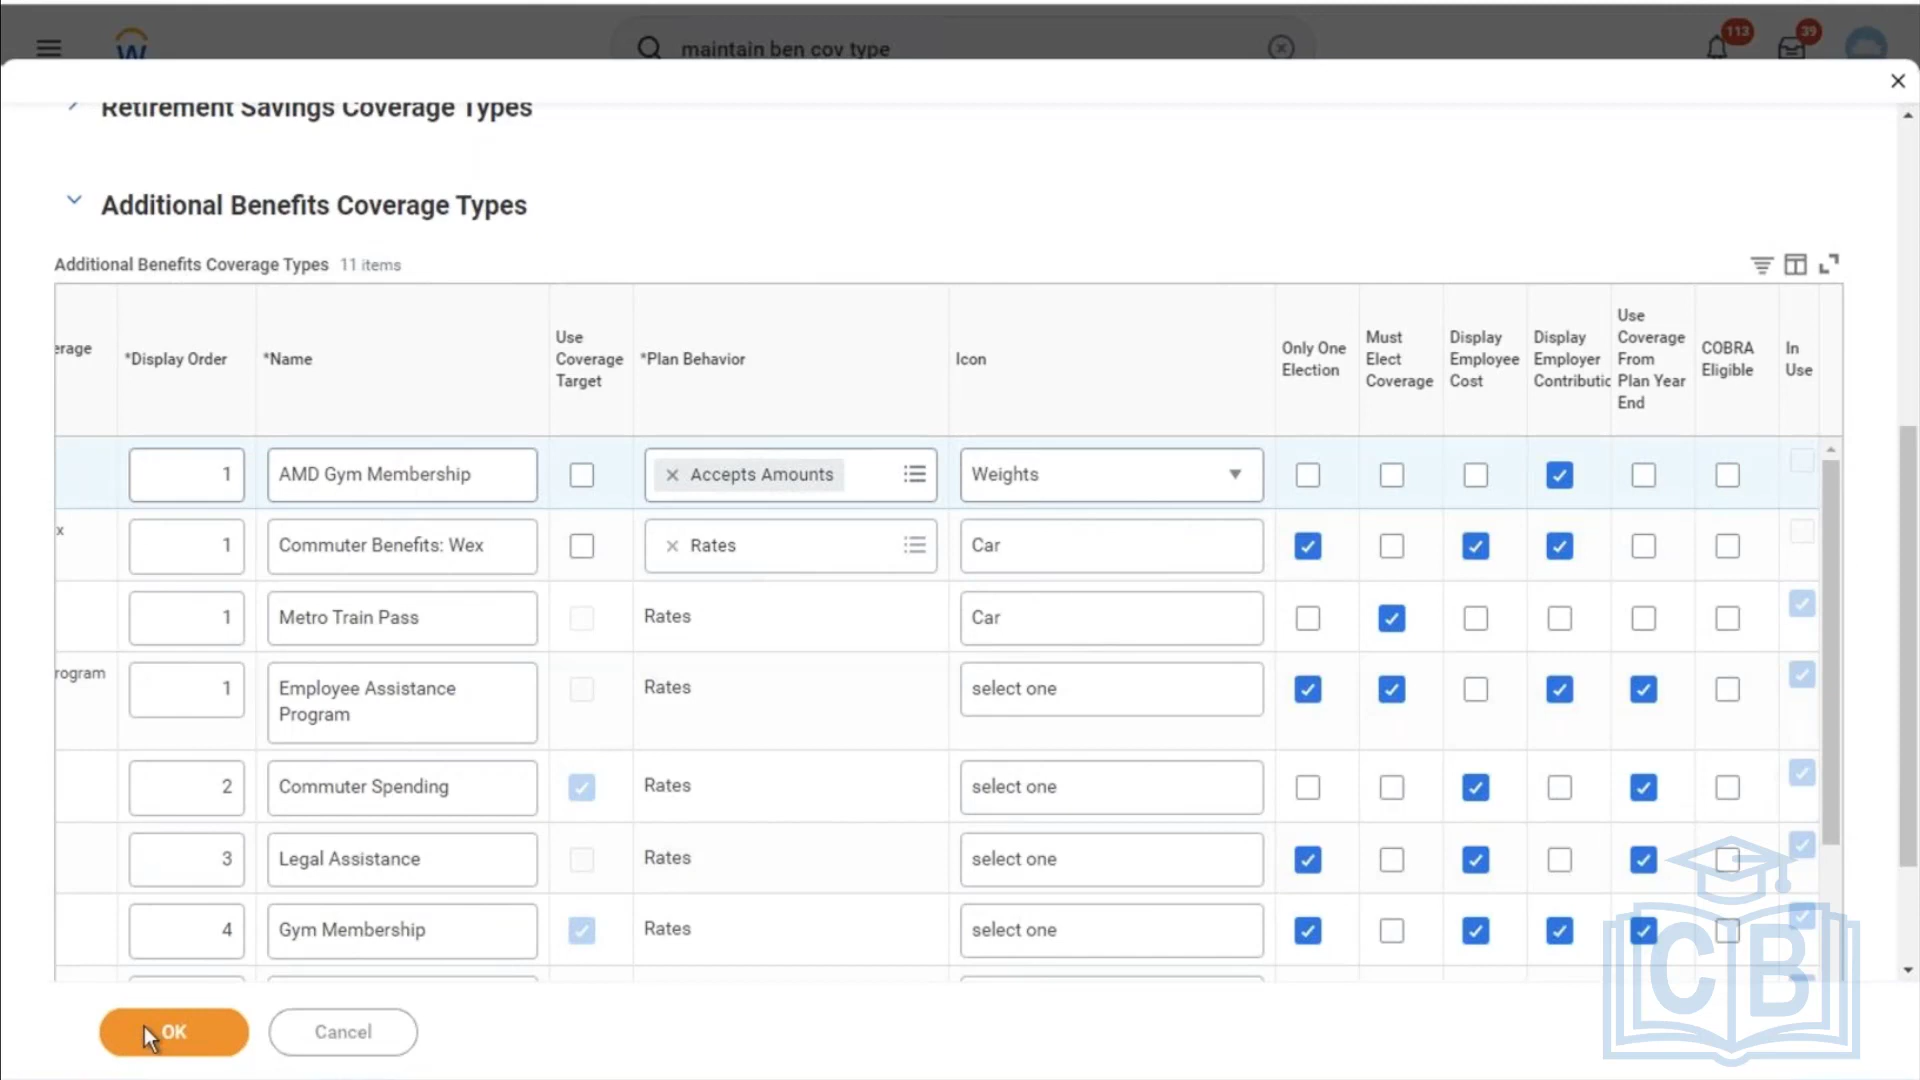 W
maintain ben cov type
113
39
Retirement Savings Coverage Types
Additional Benefits Coverage Types
Additional Benefits Coverage Types 11 items
erage
*Display Order
*Name
Use Coverage Target
*Plan Behavior
Icon
Only One Election
Must Elect Coverage
Display Employee Cost
Display Employer Contributic
Use Coverage From Plan Year End
COBRA Eligible
In Use
1 AMD Gym Membership Accepts Amounts Weights
x 1 Commuter Benefits: Wex Rates Car
1 Metro Train Pass Rates Car
rogram 1 Employee Assistance Program Rates select one
2 Commuter Spending Rates select one
3 Legal Assistance Rates select one
4 Gym Membership Rates select one
OK Cancel
CB